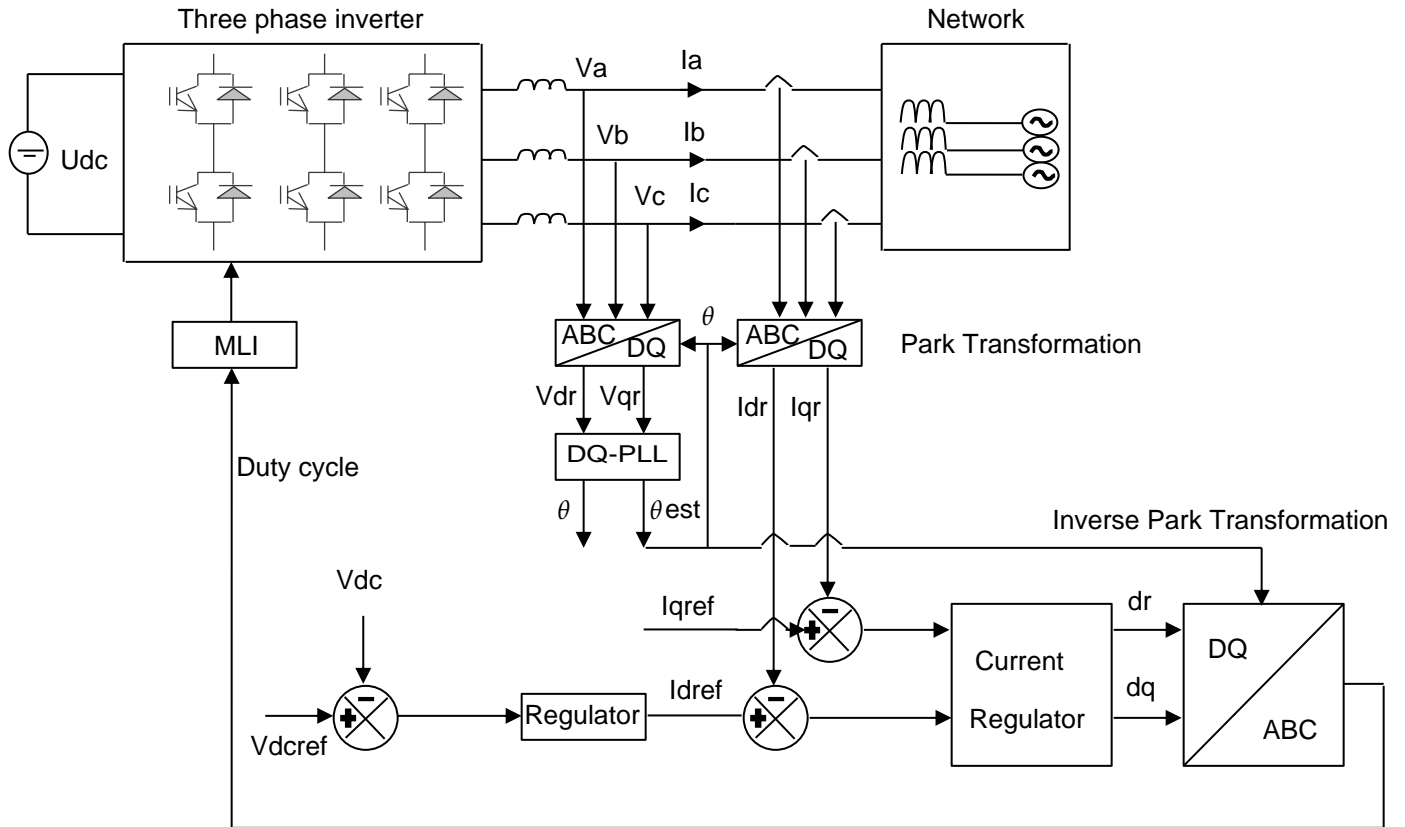 Three phase inverter
Network
Va
Ia
Udc
Vb
Ib
Vc
Ic
MLI
ABC
DQ
θ
ABC
DQ
Park Transformation
Vdr
Vqr
Idr
Iqr
DQ-PLL
Duty cycle
θ
θest
Inverse Park Transformation
Vdc
Iqref
dr
Current
Regulator
DQ
ABC
Idref
dq
Regulator
Vdcref